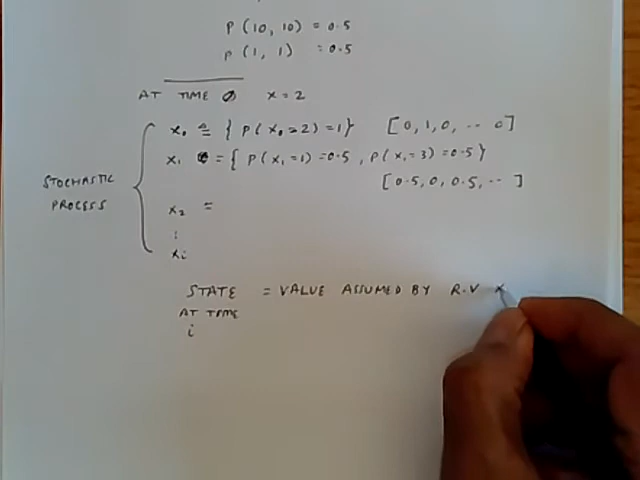 P(10, 10) = 0.5
P(1, 1) = 0.5
AT TIME 0 X=2
X₀ ≙ { P(X₀=2)=1} [0, 1, 0, -- 0]
X₁ = { P(X₁=1)=0.5, P(X₁=3)=0.5}
[0.5, 0, 0.5, -- ]
STOCHASTIC
PROCESS
X₂ =
:
Xi
STATE = VALUE ASSUMED BY R.V X
AT TIME
i